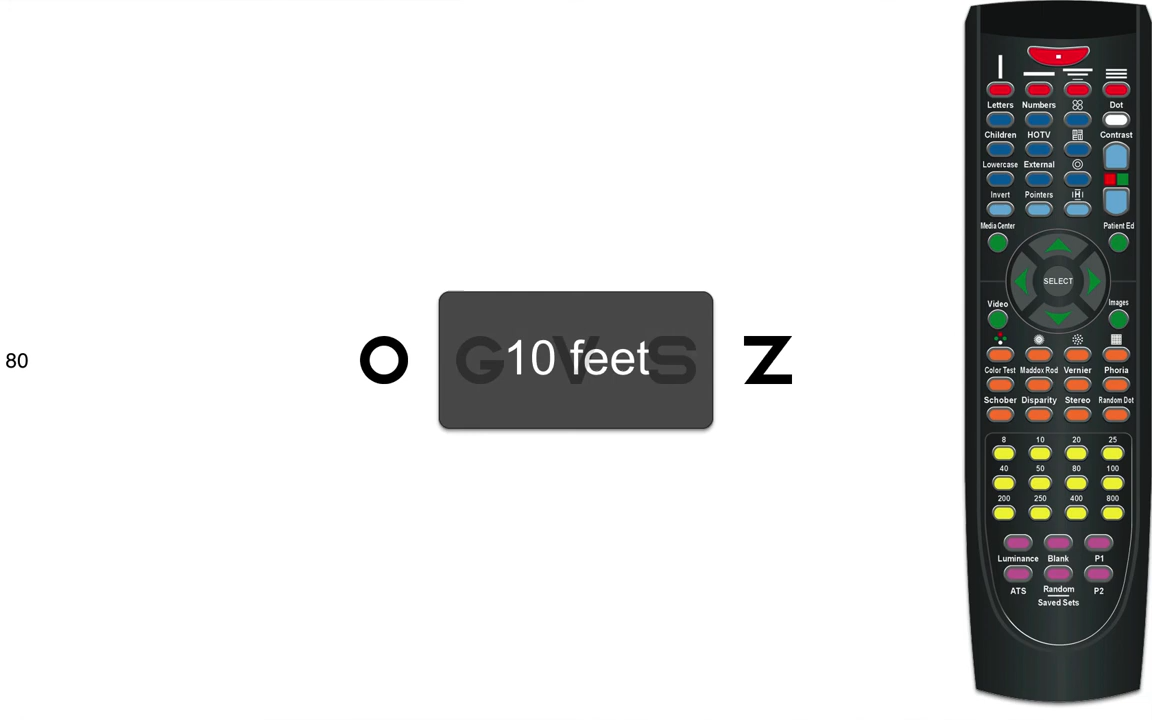 80
O G V S Z
10 feet
Letters Numbers Dot
Children HOTV Contrast
Lowercase External
Invert Pointers |H|
Media Center Patient Ed
SELECT
Video Images
Color Test Maddox Rod Vernier Phoria
Schober Disparity Stereo Random Dot
8 10 20 25
40 50 80 100
200 250 400 800
Luminance Blank P1
ATS Random P2
Saved Sets